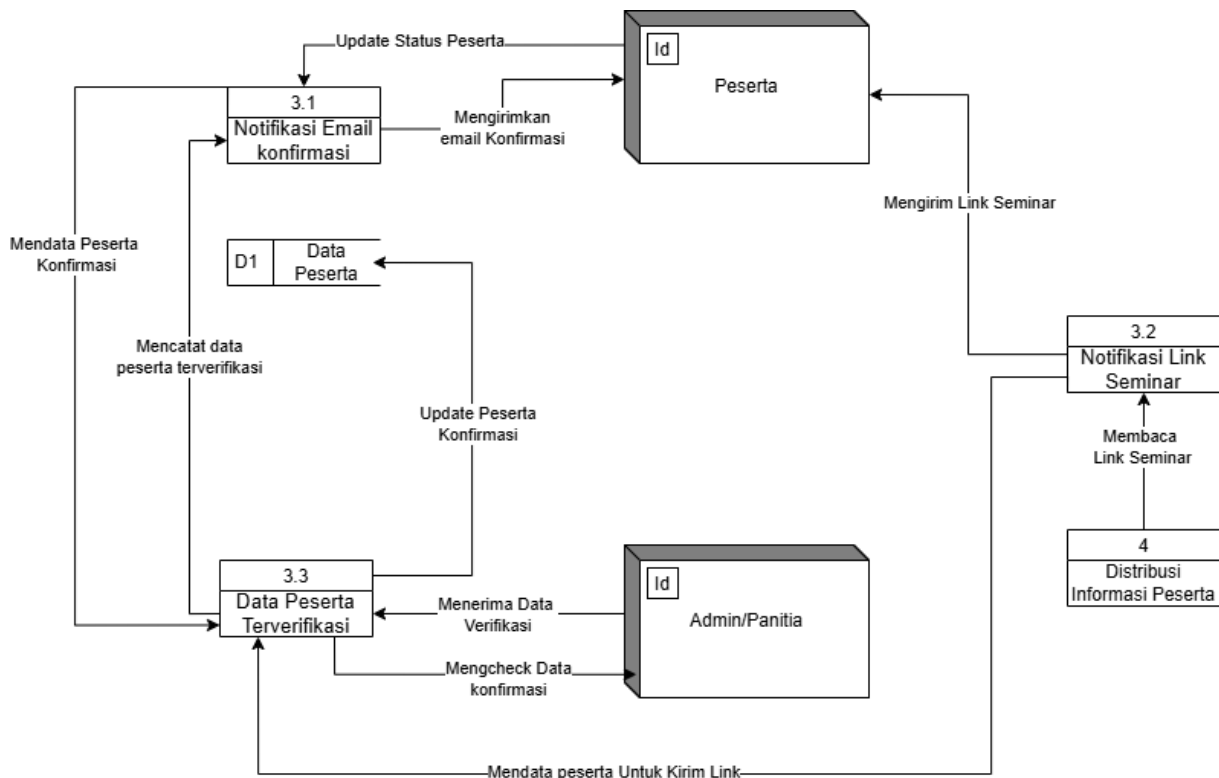 Update Status Peserta
Id
Peserta
3.1
Notifikasi Email
konfirmasi
Mengirimkan
email Konfirmasi
Mengirim Link Seminar
Mendata Peserta
Konfirmasi
D1
Data
Peserta
Mencatat data
peserta terverifikasi
3.2
Notifikasi Link
Seminar
Update Peserta
Konfirmasi
Membaca
Link Seminar
4
Distribusi
Informasi Peserta
3.3
Data Peserta
Terverifikasi
Menerima Data
Verifikasi
Id
Admin/Panitia
Mengcheck Data
konfirmasi
Mendata peserta Untuk Kirim Link